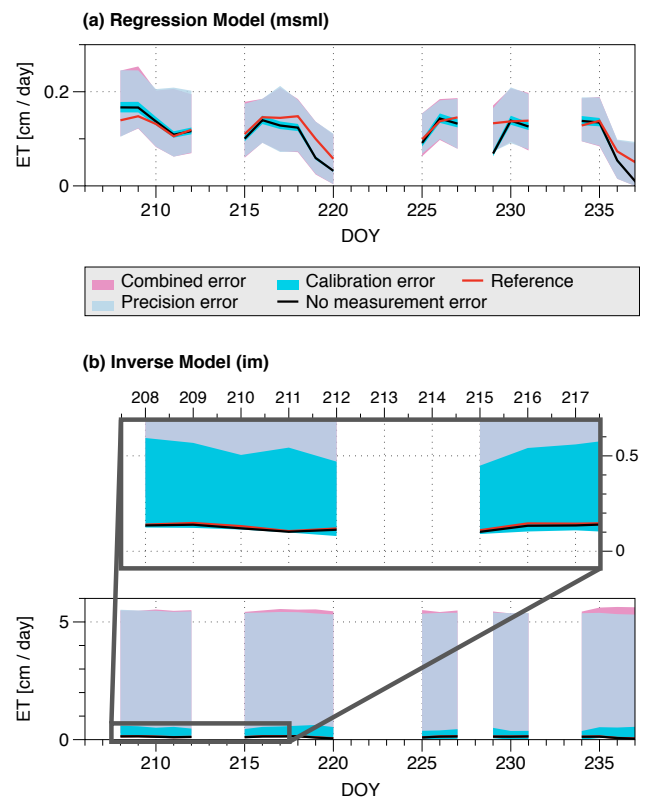 (a) Regression Model (msml)
0.2
0
ET [cm / day]
210 215 220 225 230 235
DOY
Combined error Calibration error Reference
Precision error No measurement error
(b) Inverse Model (im)
208 209 210 211 212 213 214 215 216 217
0.5
0
5
0
ET [cm / day]
210 215 220 225 230 235
DOY